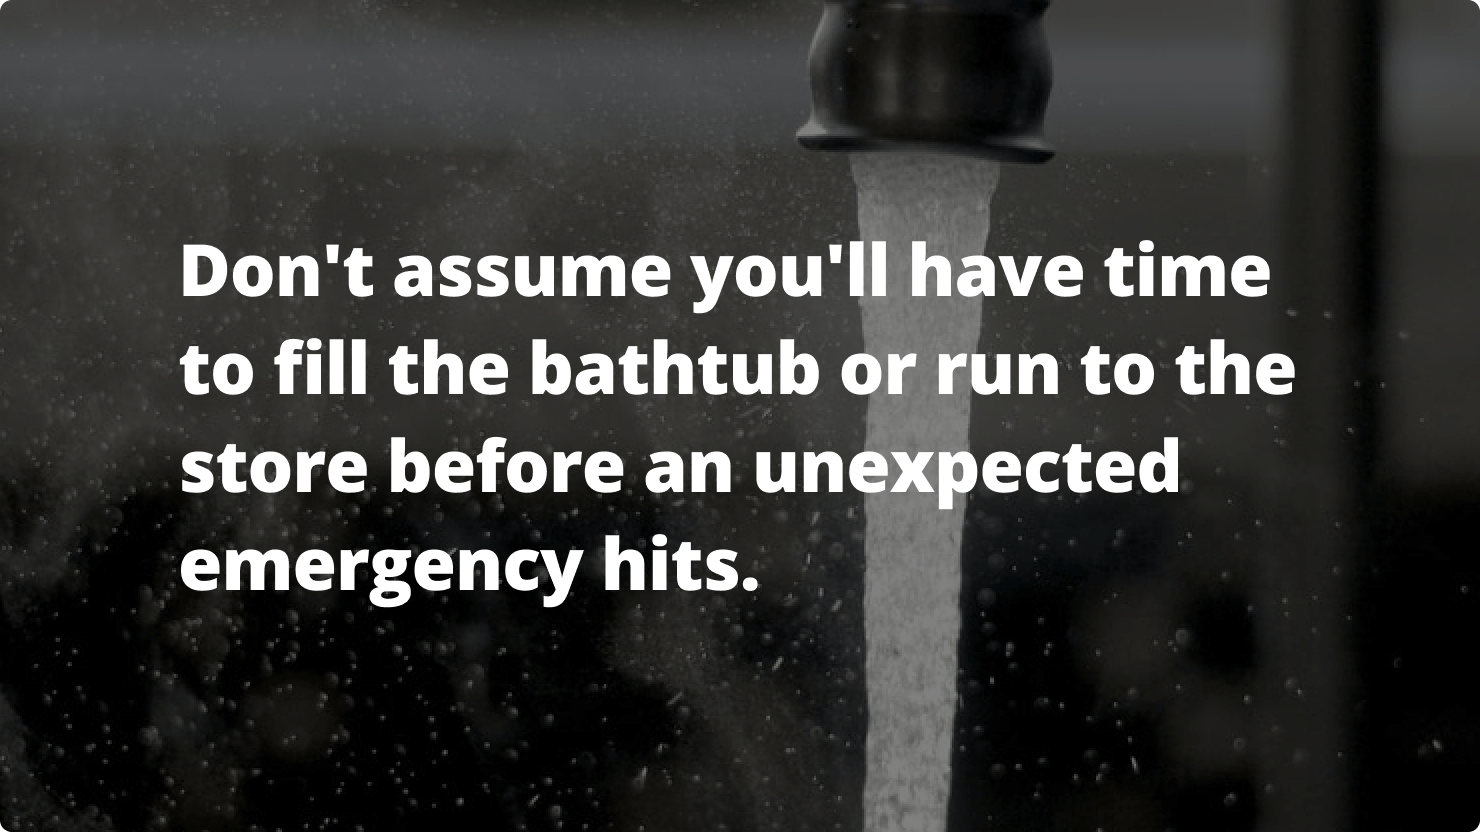 Don't assume you'll have time
to fill the bathtub or run to the
store before an unexpected
emergency hits.